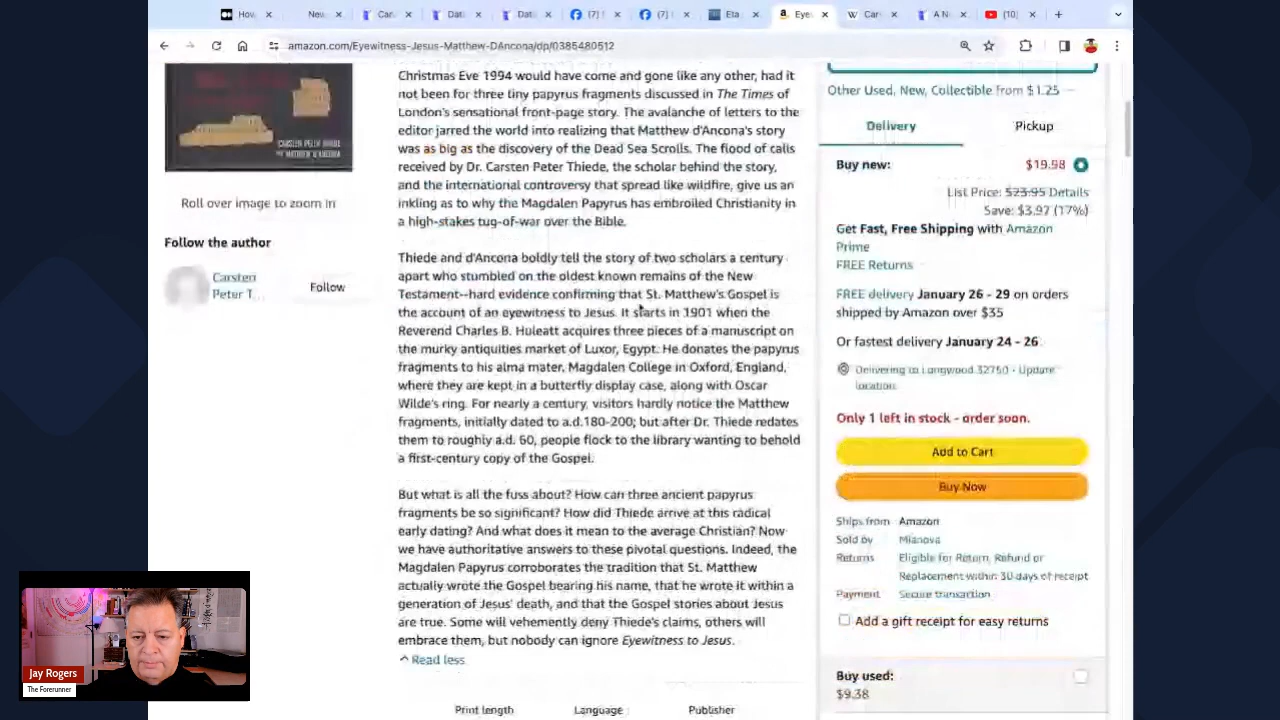 How
Neu
Can
Dat
Dat
(7)
(7)
Eta
Eye
Car
A N
(10)
amazon.com/Eyewitness-Jesus-Matthew-DAncona/dp/0385480512
CARSTEN PETER THIEDE
MATTHEW D'ANCONA
Roll over image to zoom in
Follow the author
Carsten
Peter T...
Follow
Christmas Eve 1994 would have come and gone like any other, had it
not been for three tiny papyrus fragments discussed in The Times of
London's sensational front-page story. The avalanche of letters to the
editor jarred the world into realizing that Matthew d'Ancona's story
was as big as the discovery of the Dead Sea Scrolls. The flood of calls
received by Dr. Carsten Peter Thiede, the scholar behind the story,
and the international controversy that spread like wildfire, give us an
inkling as to why the Magdalen Papyrus has embroiled Christianity in
a high-stakes tug-of-war over the Bible.
Thiede and d'Ancona boldly tell the story of two scholars a century
apart who stumbled on the oldest known remains of the New
Testament--hard evidence confirming that St. Matthew's Gospel is
the account of an eyewitness to Jesus. It starts in 1901 when the
Reverend Charles B. Huleatt acquires three pieces of a manuscript on
the murky antiquities market of Luxor, Egypt. He donates the papyrus
fragments to his alma mater, Magdalen College in Oxford, England,
where they are kept in a butterfly display case, along with Oscar
Wilde's ring. For nearly a century, visitors hardly notice the Matthew
fragments, initially dated to a.d.180-200; but after Dr. Thiede redates
them to roughly a.d. 60, people flock to the library wanting to behold
a first-century copy of the Gospel.
But what is all the fuss about? How can three ancient papyrus
fragments be so significant? How did Thiede arrive at this radical
early dating? And what does it mean to the average Christian? Now
we have authoritative answers to these pivotal questions. Indeed, the
Magdalen Papyrus corroborates the tradition that St. Matthew
actually wrote the Gospel bearing his name, that he wrote it within a
generation of Jesus' death, and that the Gospel stories about Jesus
are true. Some will vehemently deny Thiede's claims, others will
embrace them, but nobody can ignore Eyewitness to Jesus.
Read less
Print length Language Publisher
Other Used, New, Collectible from $1.25
Delivery Pickup
Buy new: $19.98
List Price: $23.95 Details
Save: $3.97 (17%)
Get Fast, Free Shipping with Amazon
Prime
FREE Returns
FREE delivery January 26 - 29 on orders
shipped by Amazon over $35
Or fastest delivery January 24 - 26
Delivering to Longwood 32750 - Update
location
Only 1 left in stock - order soon.
Add to Cart
Buy Now
Ships from Amazon
Sold by Mianova
Returns Eligible for Return, Refund or
Replacement within 30 days of receipt
Payment Secure transaction
Add a gift receipt for easy returns
Buy used:
$9.38
Jay Rogers
The Forerunner